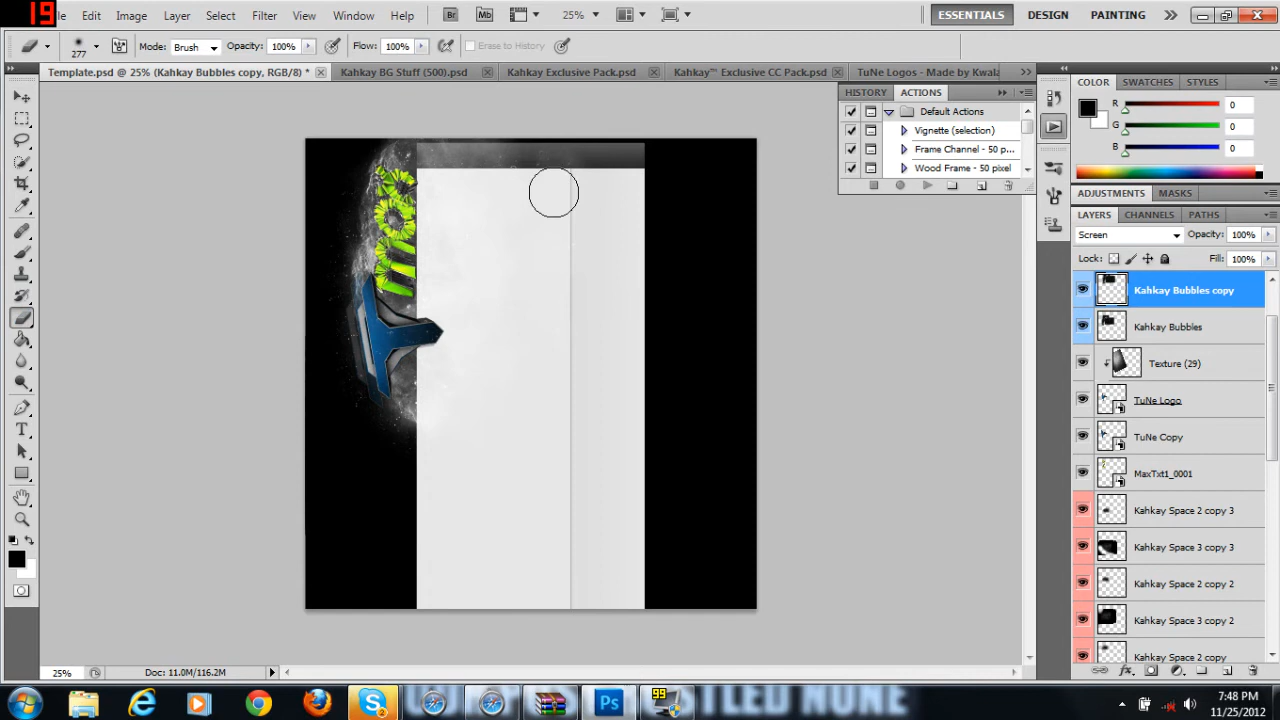 19
Edit Image Layer Select Filter View Window Help Br Mb 25% ESSENTIALS DESIGN PAINTING
277 Mode: Brush Opacity: 100% Flow: 100% Erase to History
Template.psd @ 25% (Kahkay Bubbles copy, RGB/8) * Kahkay BG Stuff (500).psd Kahkay Exclusive Pack.psd Kahkay™ Exclusive CC Pack.psd TuNe Logos - Made by Kwala
HISTORY ACTIONS
Default Actions
Vignette (selection)
Frame Channel - 50 p...
Wood Frame - 50 pixel
COLOR SWATCHES STYLES
R 0
G 0
B 0
ADJUSTMENTS MASKS
LAYERS CHANNELS PATHS
Screen Opacity: 100%
Lock: Fill: 100%
Kahkay Bubbles copy
Kahkay Bubbles
Texture (29)
TuNe Logo
TuNe Copy
MaxTxt1_0001
Kahkay Space 2 copy 3
Kahkay Space 3 copy 3
Kahkay Space 2 copy 2
Kahkay Space 3 copy 2
Kahkay Space 2 copy
25% Doc: 11.0M/116.2M
2 Ps 99
7:48 PM
11/25/2012